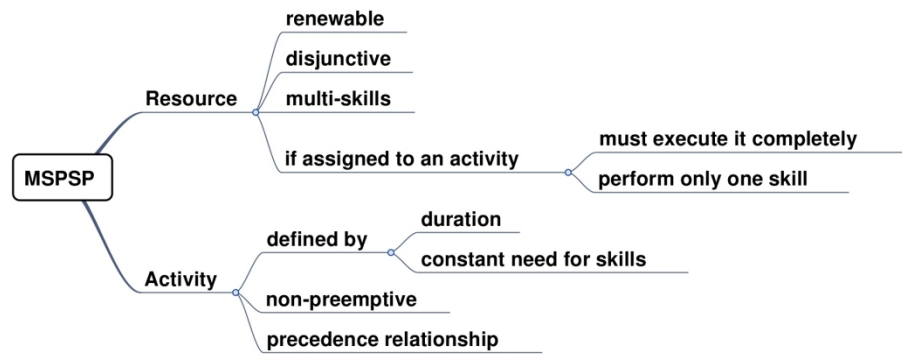 MSPSP
Resource
renewable
disjunctive
multi-skills
if assigned to an activity
must execute it completely
perform only one skill
Activity
defined by
duration
constant need for skills
non-preemptive
precedence relationship